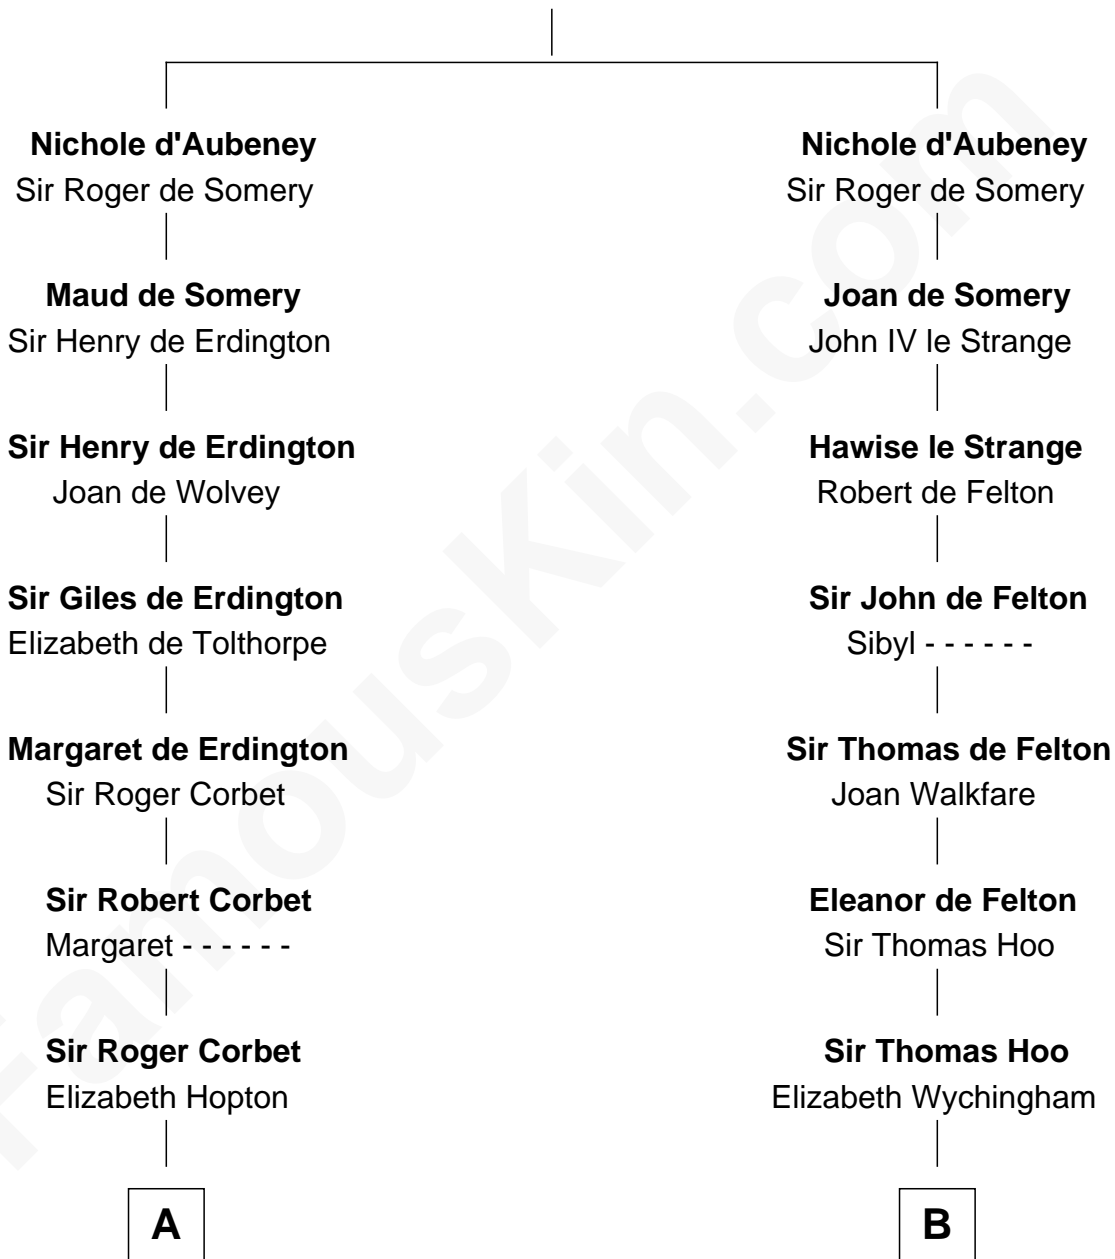 Nichole d'Aubeney
Sir Roger de Somery
Maud de Somery
Sir Henry de Erdington
Sir Henry de Erdington
Joan de Wolvey
Sir Giles de Erdington
Elizabeth de Tolthorpe
Margaret de Erdington
Sir Roger Corbet
Sir Robert Corbet
Margaret - - - - - -
Sir Roger Corbet
Elizabeth Hopton
A
Nichole d'Aubeney
Sir Roger de Somery
Joan de Somery
John IV le Strange
Hawise le Strange
Robert de Felton
Sir John de Felton
Sibyl - - - - - -
Sir Thomas de Felton
Joan Walkfare
Eleanor de Felton
Sir Thomas Hoo
Sir Thomas Hoo
Elizabeth Wychingham
B
FamousKin.com